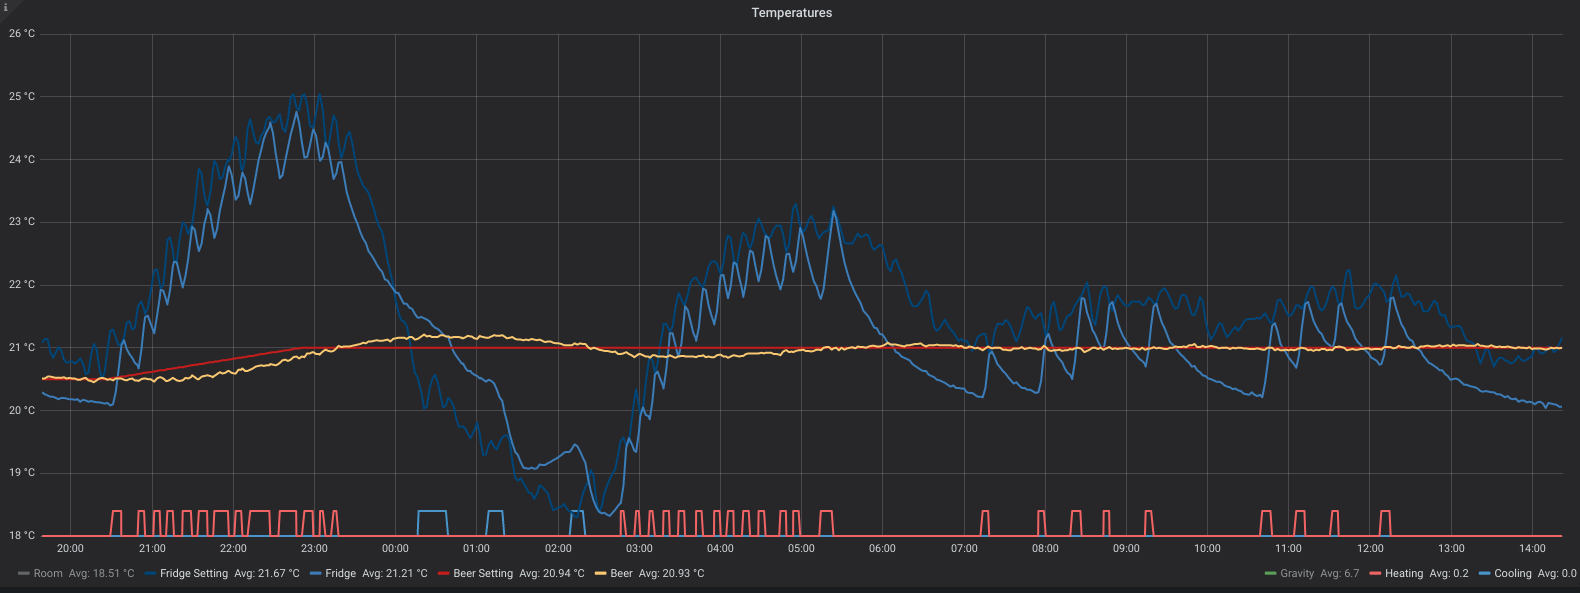 i
Temperatures
26 °C
25 °C
24 °C
23 °C
22 °C
21 °C
20 °C
19 °C
18 °C
20:00 21:00 22:00 23:00 00:00 01:00 02:00 03:00 04:00 05:00 06:00 07:00 08:00 09:00 10:00 11:00 12:00 13:00 14:00
Room Avg: 18.51 °C Fridge Setting Avg: 21.67 °C Fridge Avg: 21.21 °C Beer Setting Avg: 20.94 °C Beer Avg: 20.93 °C Gravity Avg: 6.7 Heating Avg: 0.2 Cooling Avg: 0.0